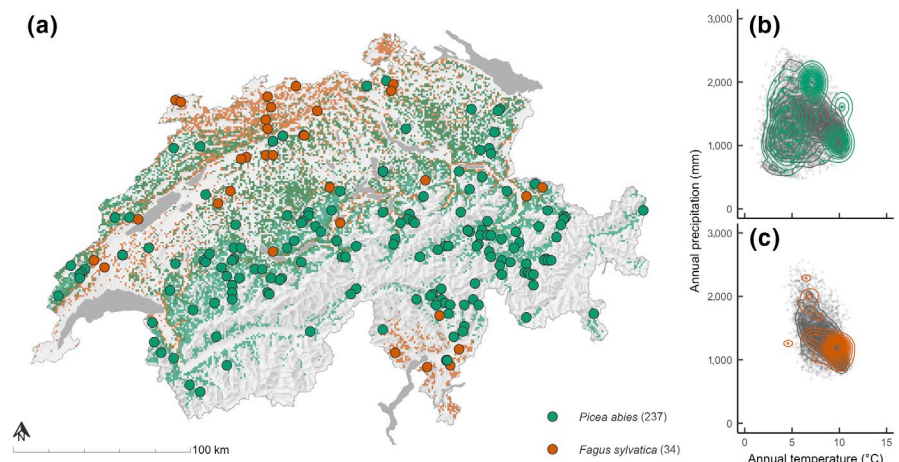 (a)
N
100 km
Picea abies (237)
Fagus sylvatica (34)
(b)
3,000
2,000
1,000
0
Annual precipitation (mm)
(c)
3,000
2,000
1,000
0
0 5 10 15
Annual temperature (°C)